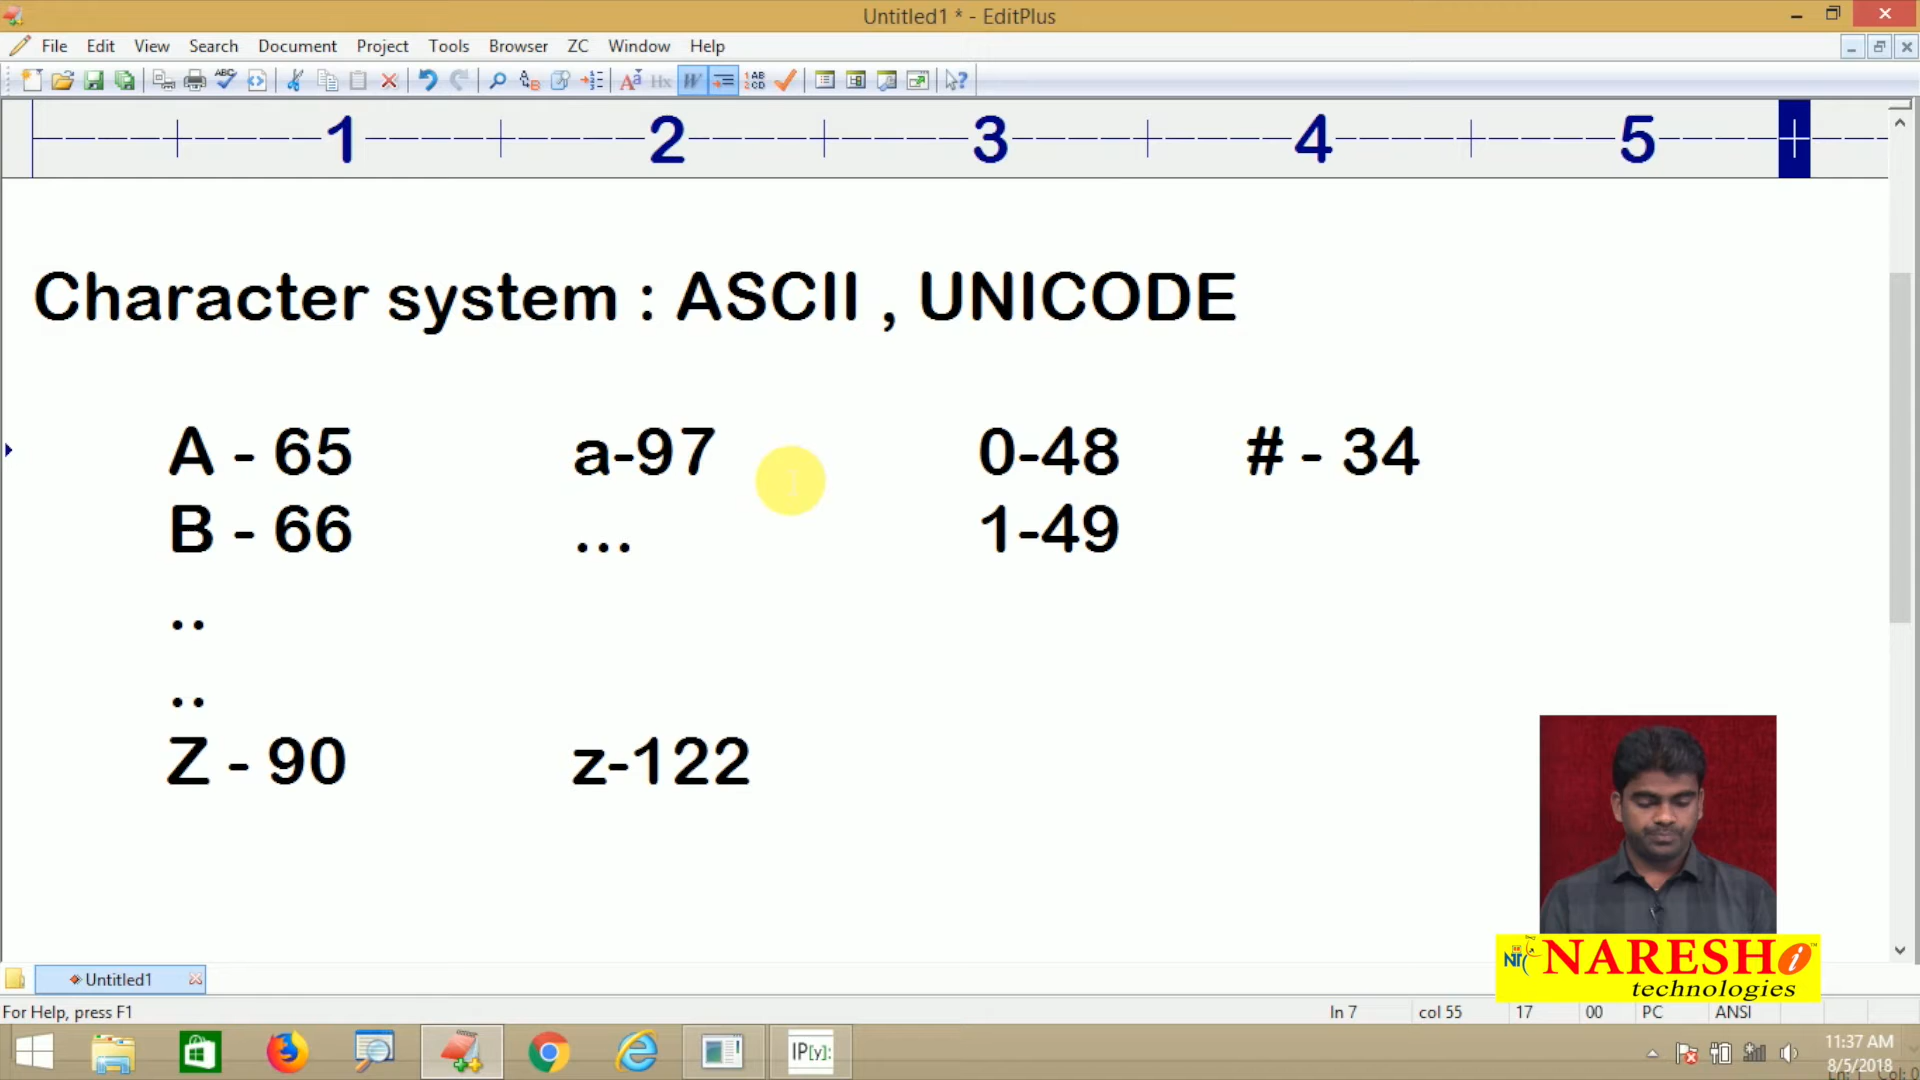 Untitled1 * - EditPlus
File Edit View Search Document Project Tools Browser ZC Window Help
1 2 3 4 5
Character system : ASCII , UNICODE
A - 65 a-97 0-48 # - 34
B - 66 ... 1-49
..
..
Z - 90 z-122
NARESH i
technologies
Untitled1
For Help, press F1 ln 7 col 55 17 00 PC ANSI
IP[y]:
11:37 AM
8/5/2018